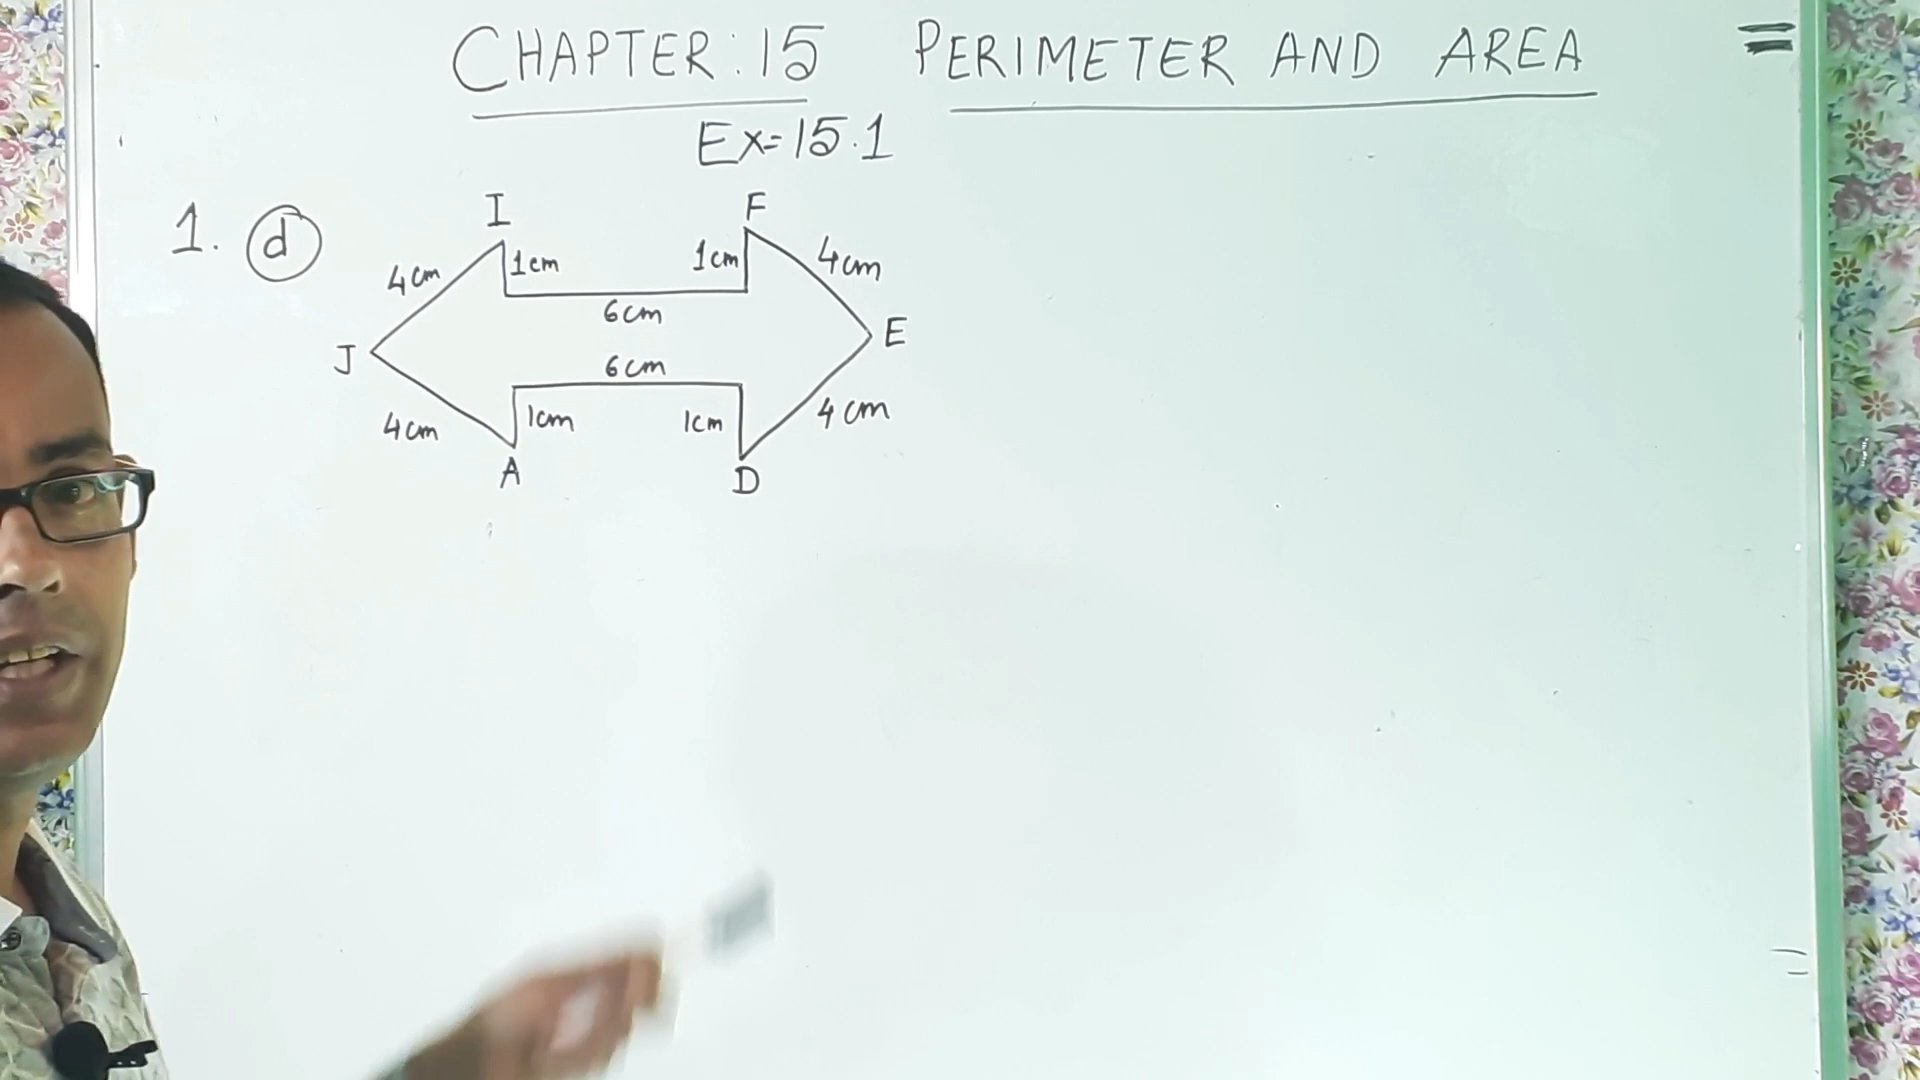 CHAPTER:15 PERIMETER AND AREA
Ex=15.1
1. d
I F
4cm 1cm 1cm 4cm
6cm
J E
6cm
4cm 1cm 1cm 4cm
A D